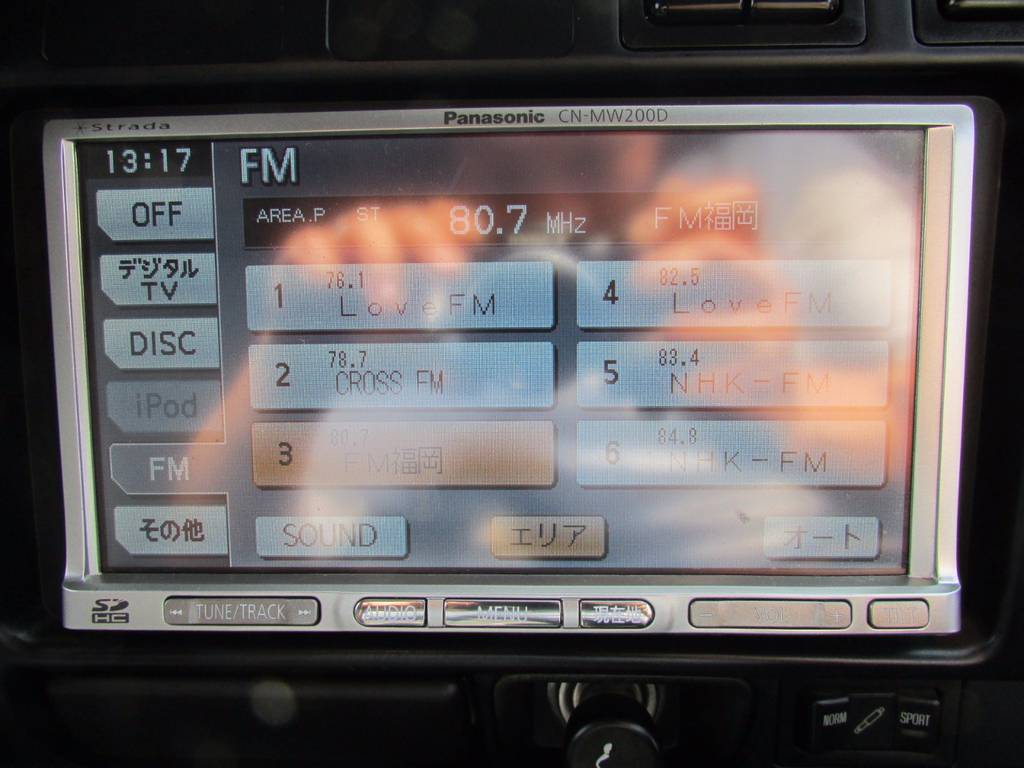 Strada
Panasonic CN-MW200D
13:17
FM
OFF
AREA.P ST 80.7 MHz FM福岡
デジタル
TV
1 76.1 LoveFM
4 82.5 LoveFM
DISC
2 78.7 CROSS FM
5 83.4 NHK-FM
iPod
3 80.7 FM福岡
6 84.8 NHK-FM
FM
その他
SOUND エリア オート
SD HC TUNE/TRACK AUDIO MENU 現在地 - VOL + TILT
NORM SPORT